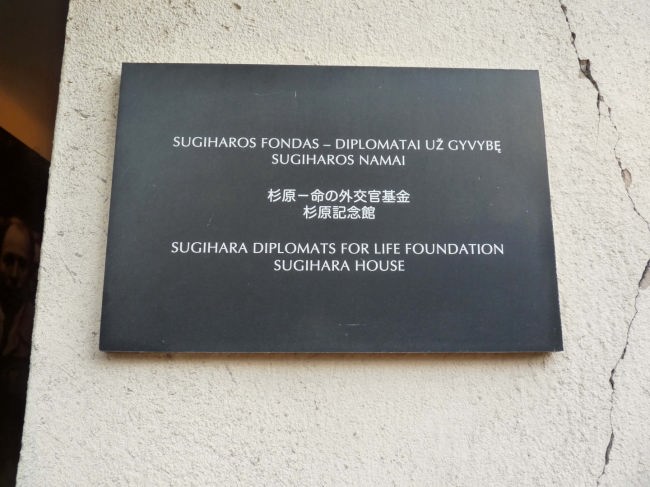 SUGIHAROS FONDAS – DIPLOMATAI UŽ GYVYBĘ
SUGIHAROS NAMAI
杉原－命の外交官基金
杉原記念館
SUGIHARA DIPLOMATS FOR LIFE FOUNDATION
SUGIHARA HOUSE